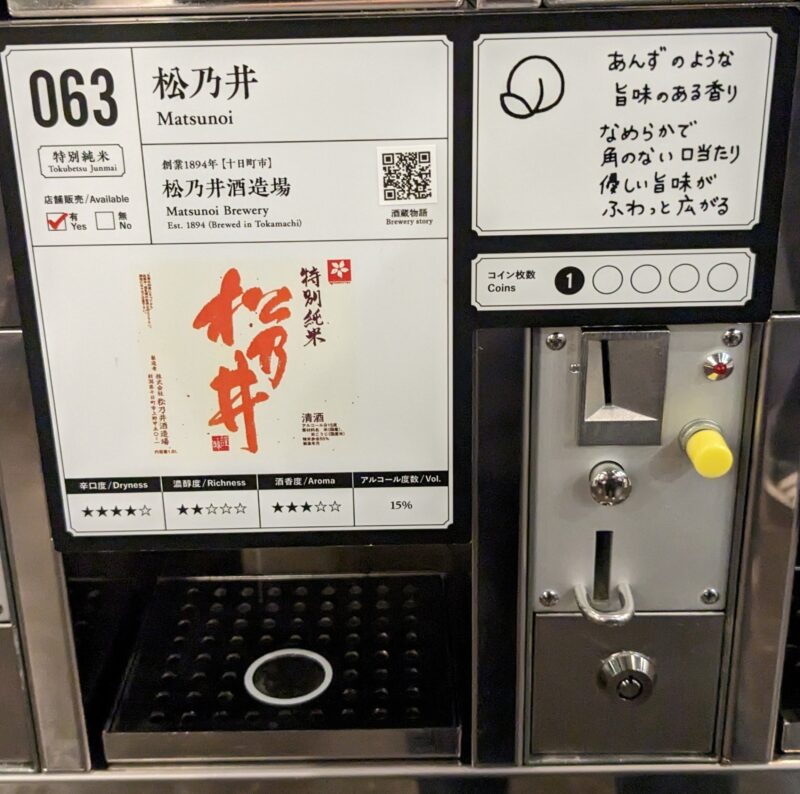 063
特別純米
Tokubetsu Junmai
店舗販売/Available
有
Yes
無
No
松乃井
Matsunoi
創業1894年【十日町市】
松乃井酒造場
Matsunoi Brewery
Est. 1894 (Brewed in Tokamachi)
酒蔵物語
Brewery story
特別純米
松乃井
清酒
辛口度/Dryness
★★★★☆
濃醇度/Richness
★★☆☆☆
酒香度/Aroma
★★★☆☆
アルコール度数/Vol.
15%
あんずのような
旨味のある香り
なめらかで
角のない口当たり
優しい旨味が
ふわっと広がる
コイン枚数
Coins
1